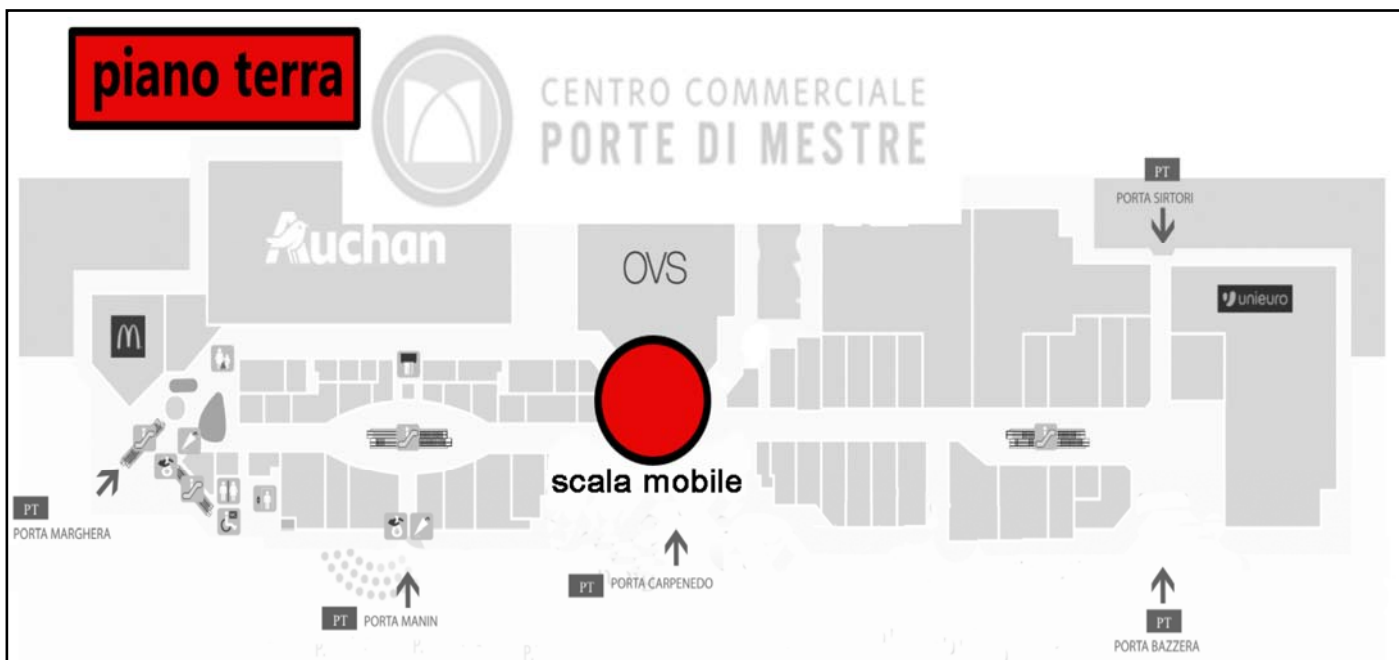 piano terra
CENTRO COMMERCIALE
PORTE DI MESTRE
PT
PORTA SIRTORI
Auchan
OVS
unieuro
scala mobile
PT
PORTA MARGHERA
PT
PORTA CARPENEDO
PT
PORTA MANIN
PT
PORTA BAZZERA